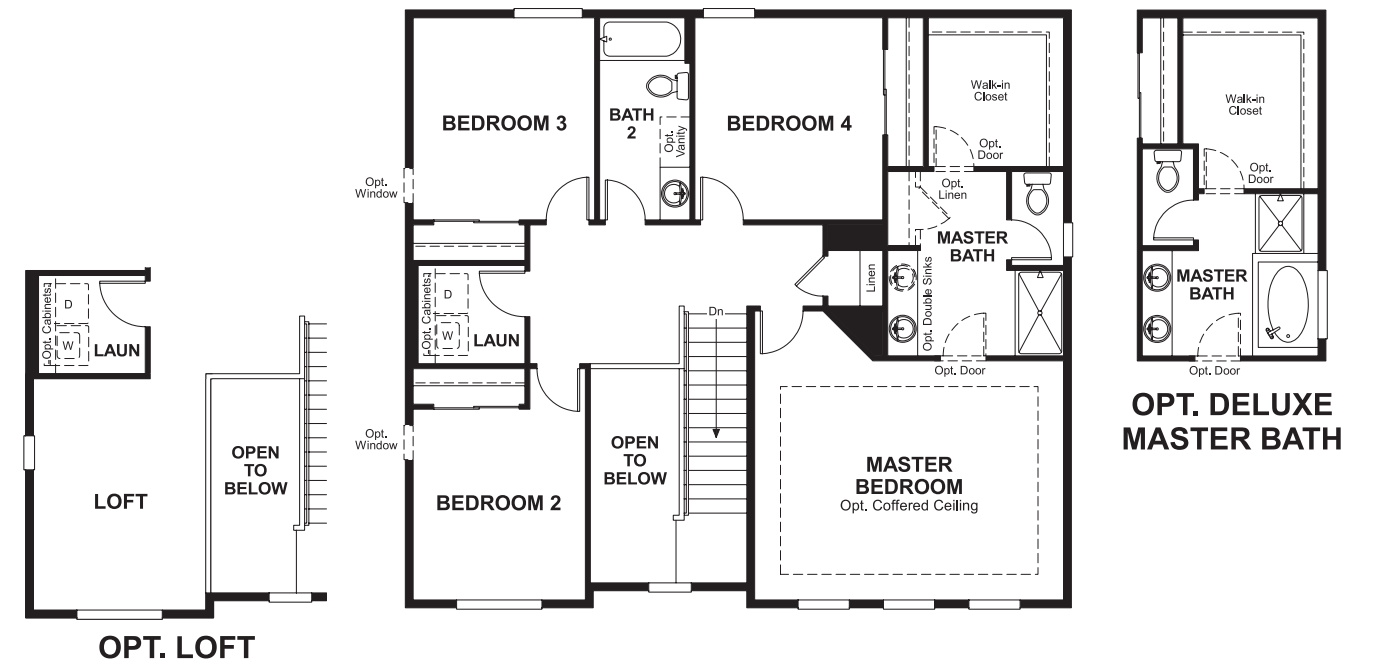 BEDROOM 3
BATH
2
Opt.
Vanity
BEDROOM 4
Walk-in
Closet
Opt.
Door
Opt.
Window
Opt.
Linen
MASTER
BATH
Linen
Opt. Double Sinks
Opt. Cabinets
D
W
LAUN
Dn
Opt. Door
Opt.
Window
BEDROOM 2
OPEN
TO
BELOW
MASTER
BEDROOM
Opt. Coffered Ceiling
Opt. Cabinets
D
W
LAUN
LOFT
OPEN
TO
BELOW
OPT. LOFT
Walk-in
Closet
Opt.
Door
MASTER
BATH
Opt. Door
OPT. DELUXE
MASTER BATH